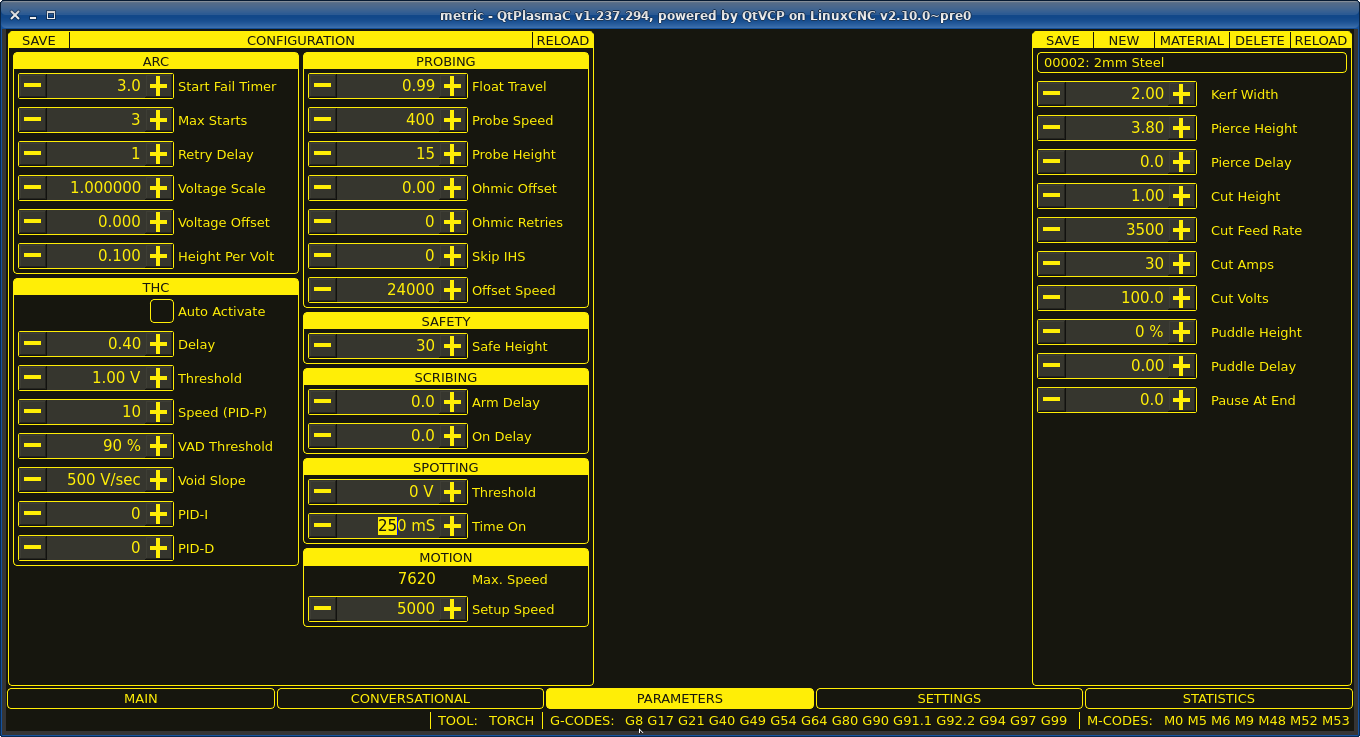 metric - QtPlasmaC v1.237.294, powered by QtVCP on LinuxCNC v2.10.0~pre0
SAVE CONFIGURATION RELOAD
ARC
3.0 Start Fail Timer
3 Max Starts
1 Retry Delay
1.000000 Voltage Scale
0.000 Voltage Offset
0.100 Height Per Volt
THC
Auto Activate
0.40 Delay
1.00 V Threshold
10 Speed (PID-P)
90 % VAD Threshold
500 V/sec Void Slope
0 PID-I
0 PID-D
PROBING
0.99 Float Travel
400 Probe Speed
15 Probe Height
0.00 Ohmic Offset
0 Ohmic Retries
0 Skip IHS
24000 Offset Speed
SAFETY
30 Safe Height
SCRIBING
0.0 Arm Delay
0.0 On Delay
SPOTTING
0 V Threshold
250 mS Time On
MOTION
7620 Max. Speed
5000 Setup Speed
SAVE NEW MATERIAL DELETE RELOAD
00002: 2mm Steel
2.00 Kerf Width
3.80 Pierce Height
0.0 Pierce Delay
1.00 Cut Height
3500 Cut Feed Rate
30 Cut Amps
100.0 Cut Volts
0 % Puddle Height
0.00 Puddle Delay
0.0 Pause At End
MAIN CONVERSATIONAL PARAMETERS SETTINGS STATISTICS
TOOL: TORCH G-CODES: G8 G17 G21 G40 G49 G54 G64 G80 G90 G91.1 G92.2 G94 G97 G99 M-CODES: M0 M5 M6 M9 M48 M52 M53